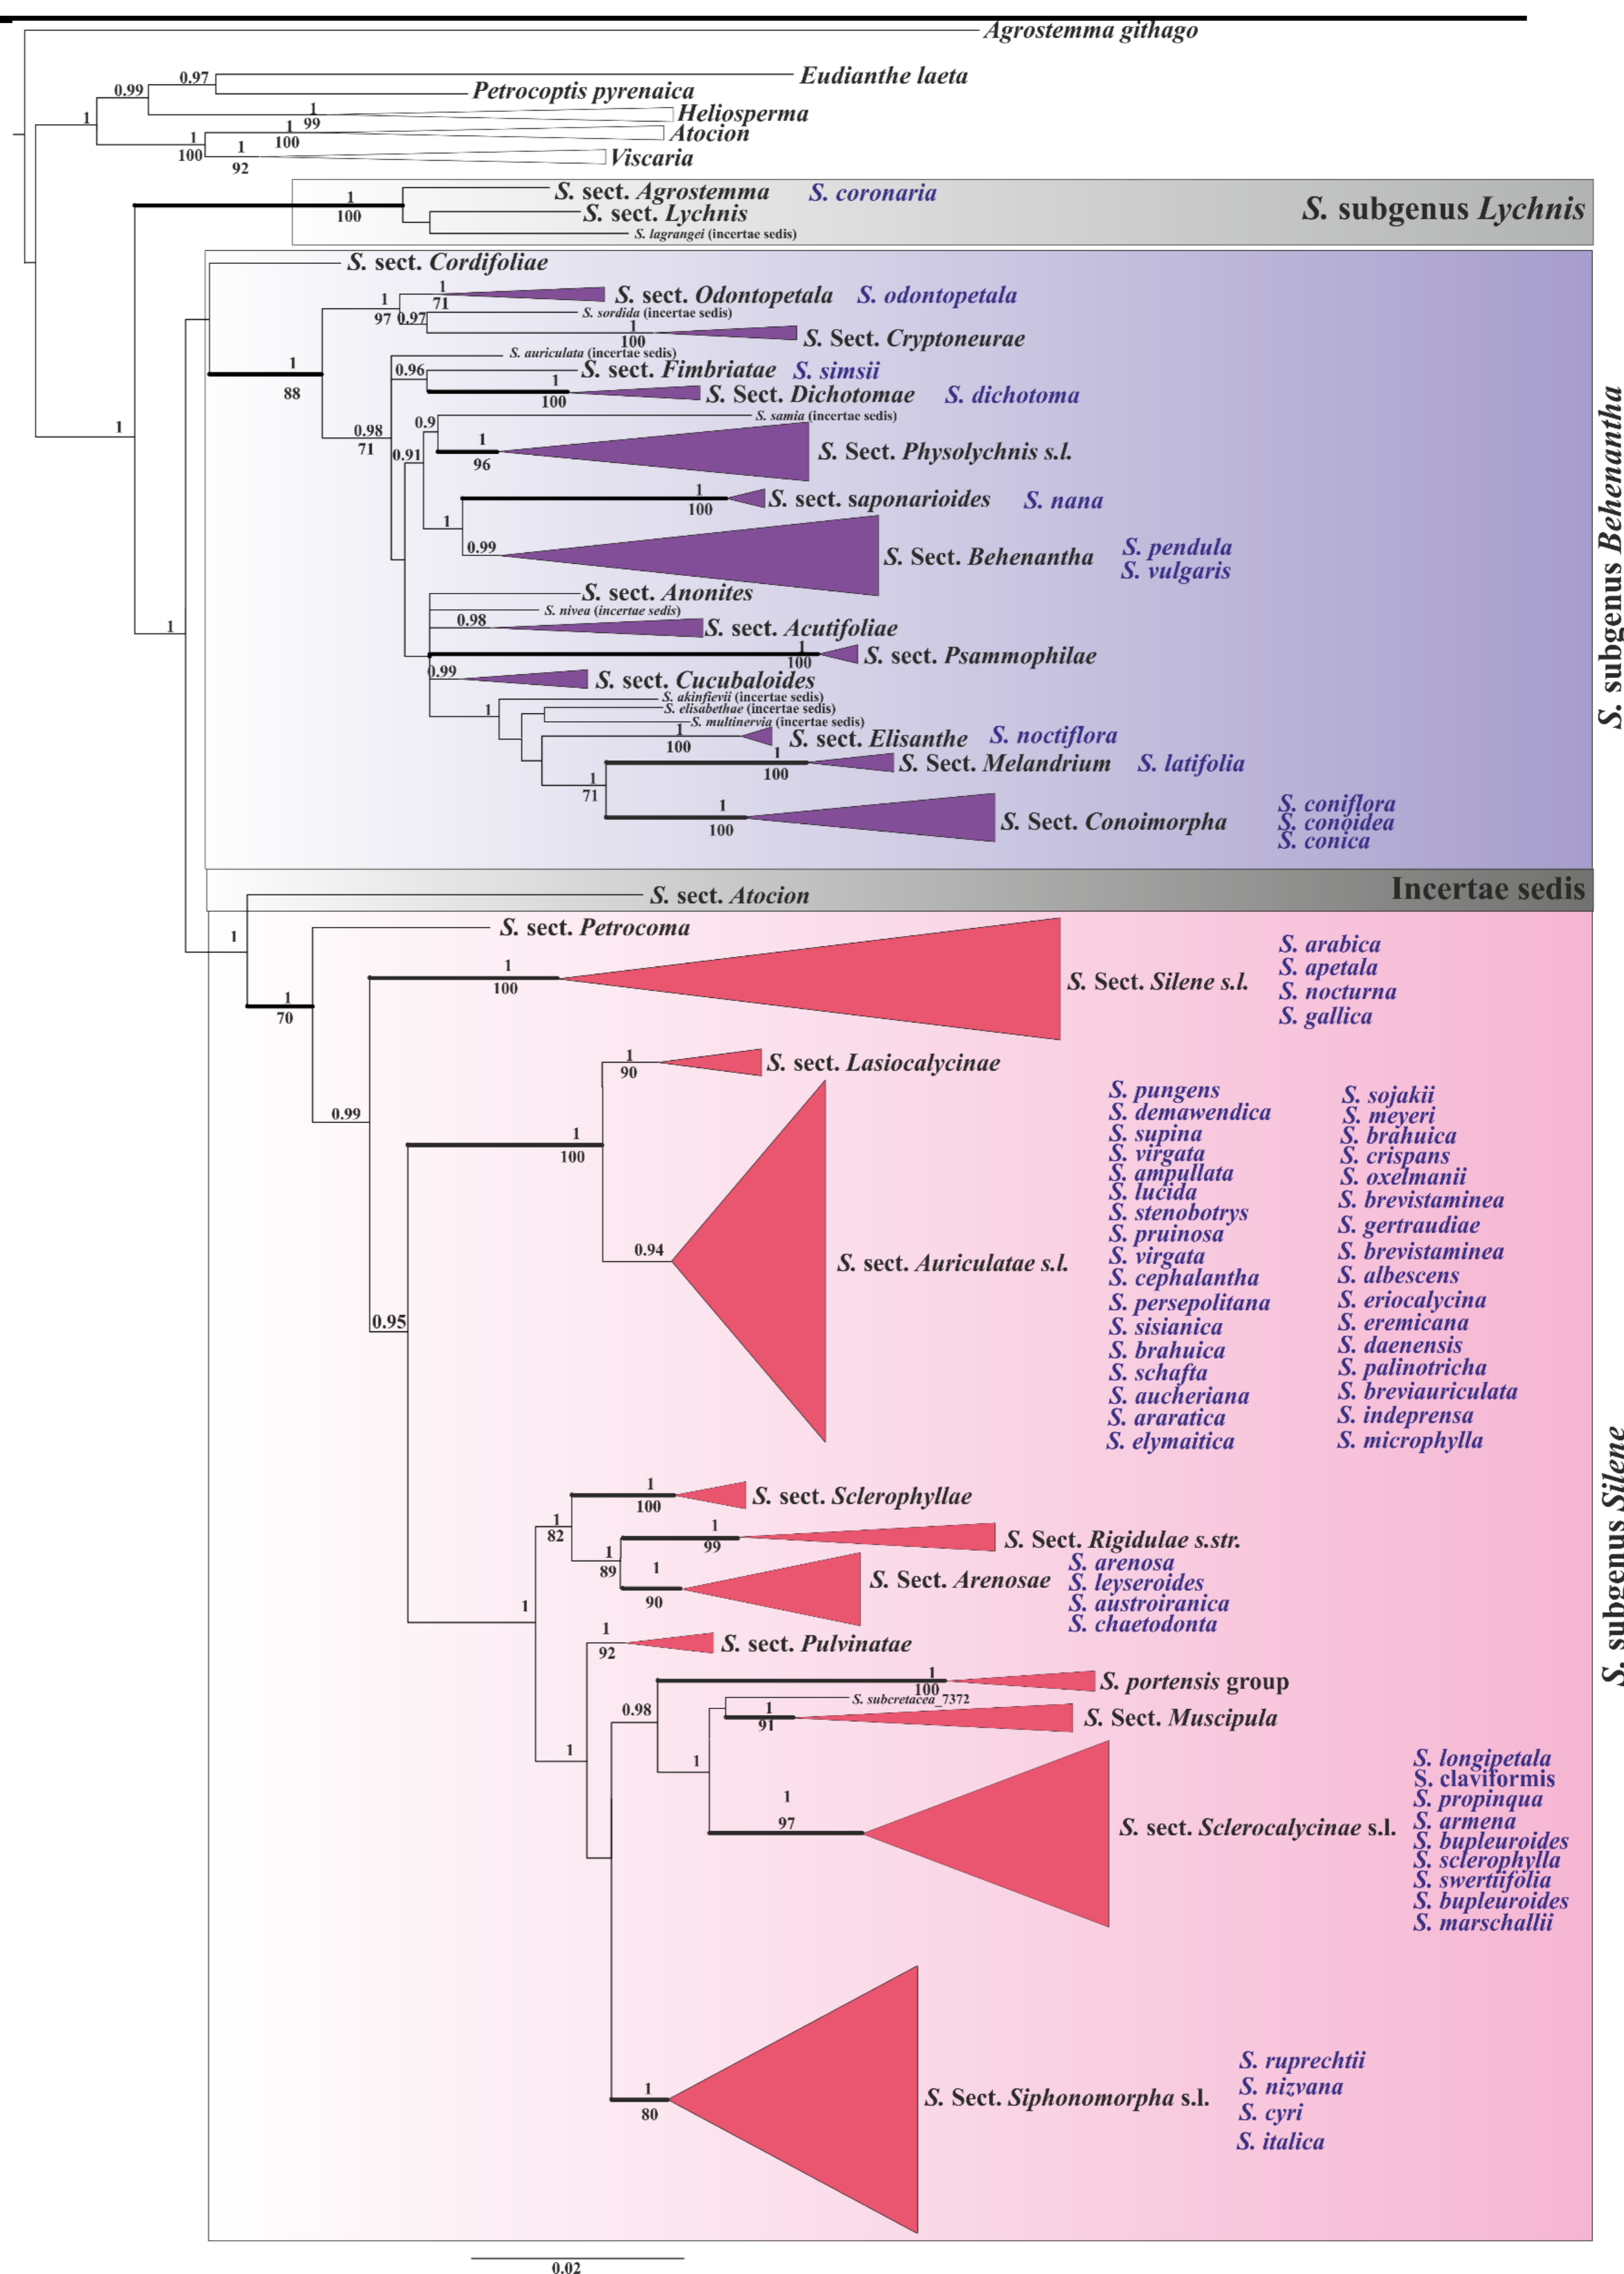 Agrostemma githago
0.97
Eudianthe laeta
0.99
Petrocoptis pyrenaica
1
99
Heliosperma
1
1
100
Atocion
1
100
1
92
Viscaria
1
100
S. sect. Agrostemma S. coronaria
S. sect. Lychnis
S. lagrangei (incertae sedis)
S. subgenus Lychnis
S. sect. Cordifoliae
1
71
S. sect. Odontopetala S. odontopetala
1
97
0.97
S. sordida (incertae sedis)
1
100
S. Sect. Cryptoneurae
1
88
S. auriculata (incertae sedis)
0.96
S. sect. Fimbriatae S. simsii
1
100
S. Sect. Dichotomae S. dichotoma
0.98
71
0.9
S. samia (incertae sedis)
1
96
S. Sect. Physolychnis s.l.
0.91
1
1
100
S. sect. saponarioides S. nana
1
0.99
S. Sect. Behenantha
S. pendula
S. vulgaris
S. subgenus Behenantha
S. sect. Anonites
S. nivea (incertae sedis)
0.98
S. sect. Acutifoliae
1
1
100
S. sect. Psammophilae
0.99
S. sect. Cucubaloides
S. akinfievii (incertae sedis)
S. elisabethae (incertae sedis)
1
S. multinervia (incertae sedis)
1
100
S. sect. Elisanthe S. noctiflora
1
100
S. Sect. Melandrium S. latifolia
1
71
1
100
S. Sect. Conoimorpha
S. coniflora
S. conoidea
S. conica
S. sect. Atocion
Incertae sedis
1
S. sect. Petrocoma
1
70
1
100
S. Sect. Silene s.l.
S. arabica
S. apetala
S. nocturna
S. gallica
1
90
S. sect. Lasiocalycinae
0.99
1
100
0.94
S. sect. Auriculatae s.l.
S. pungens
S. demawendica
S. supina
S. virgata
S. ampullata
S. lucida
S. stenobotrys
S. pruinosa
S. virgata
S. cephalantha
S. persepolitana
S. sisianica
S. brahuica
S. schafta
S. aucheriana
S. araratica
S. elymaitica
S. sojakii
S. meyeri
S. brahuica
S. crispans
S. oxelmanii
S. brevistaminea
S. gertraudiae
S. brevistaminea
S. albescens
S. eriocalycina
S. eremicana
S. daenensis
S. palinotricha
S. breviauriculata
S. indeprensa
S. microphylla
0.95
1
100
S. sect. Sclerophyllae
1
82
1
99
S. Sect. Rigidulae s.str.
1
89
1
90
S. Sect. Arenosae
S. arenosa
S. leyseroides
S. austroiranica
S. chaetodonta
S. subgenus Silene
1
1
92
S. sect. Pulvinatae
1
100
S. portensis group
0.98
S. subcretacea_7372
1
91
S. Sect. Muscipula
1
1
1
97
S. sect. Sclerocalycinae s.l.
S. longipetala
S. claviformis
S. propinqua
S. armena
S. bupleuroides
S. sclerophylla
S. swertiifolia
S. bupleuroides
S. marschallii
1
80
S. Sect. Siphonomorpha s.l.
S. ruprechtii
S. nizvana
S. cyri
S. italica
0.02